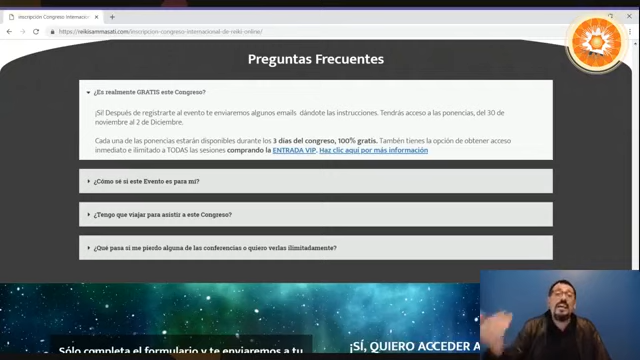 Inscripción Congreso Internacion
https://reikisammasati.com/inscripcion-congreso-internacional-de-reiki-online/
Preguntas Frecuentes
¿Es realmente GRATIS este Congreso?
¡Si! Después de registrarte al evento te enviaremos algunos emails dándote las instrucciones. Tendrás acceso a las ponencias, del 30 de
noviembre al 2 de Diciembre.
Cada una de las ponencias estarán disponibles durante los 3 días del congreso, 100% gratis. También tienes la opción de obtener acceso
inmediato e ilimitado a TODAS las sesiones comprando la ENTRADA VIP. Haz clic aquí por más información
¿Cómo sé si este Evento es para mí?
¿Tengo que viajar para asistir a este Congreso?
¿Qué pasa si me pierdo alguna de las conferencias o quiero verlas ilimitadamente?
Sólo completa el formulario y te enviaremos a tu
¡SÍ, QUIERO ACCEDER A